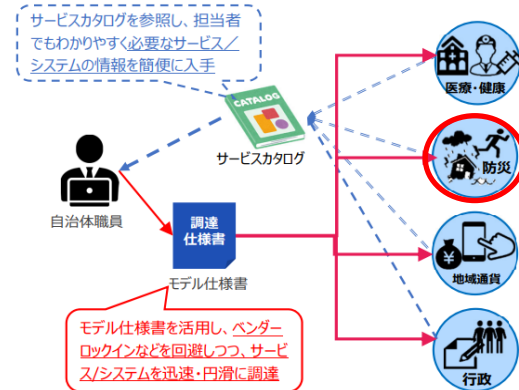 サービスカタログを参照し、担当者
でもわかりやすく必要なサービス／
システムの情報を簡便に入手
CATALOG
サービスカタログ
自治体職員
調達
仕様書
モデル仕様書
モデル仕様書を活用し、ベンダー
ロックインなどを回避しつつ、サービ
ス/システムを迅速・円滑に調達
医療・健康
防災
¥
地域通貨
行政